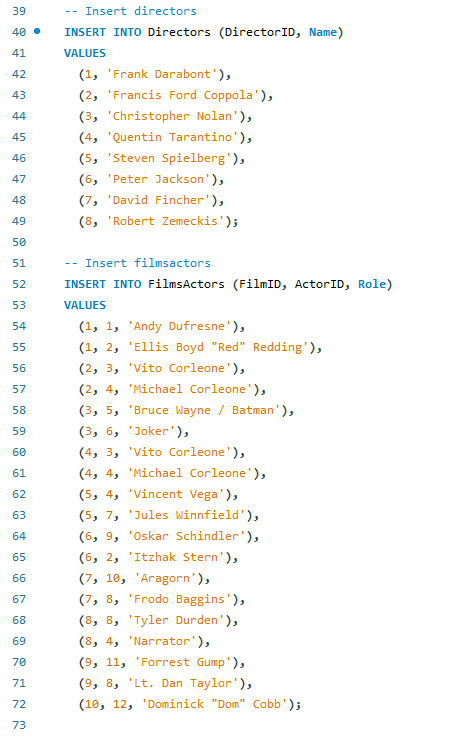 39 -- Insert directors
40 INSERT INTO Directors (DirectorID, Name)
41 VALUES
42 (1, 'Frank Darabont'),
43 (2, 'Francis Ford Coppola'),
44 (3, 'Christopher Nolan'),
45 (4, 'Quentin Tarantino'),
46 (5, 'Steven Spielberg'),
47 (6, 'Peter Jackson'),
48 (7, 'David Fincher'),
49 (8, 'Robert Zemeckis');
50
51 -- Insert filmsactors
52 INSERT INTO FilmsActors (FilmID, ActorID, Role)
53 VALUES
54 (1, 1, 'Andy Dufresne'),
55 (1, 2, 'Ellis Boyd "Red" Redding'),
56 (2, 3, 'Vito Corleone'),
57 (2, 4, 'Michael Corleone'),
58 (3, 5, 'Bruce Wayne / Batman'),
59 (3, 6, 'Joker'),
60 (4, 3, 'Vito Corleone'),
61 (4, 4, 'Michael Corleone'),
62 (5, 4, 'Vincent Vega'),
63 (5, 7, 'Jules Winnfield'),
64 (6, 9, 'Oskar Schindler'),
65 (6, 2, 'Itzhak Stern'),
66 (7, 10, 'Aragorn'),
67 (7, 8, 'Frodo Baggins'),
68 (8, 8, 'Tyler Durden'),
69 (8, 4, 'Narrator'),
70 (9, 11, 'Forrest Gump'),
71 (9, 8, 'Lt. Dan Taylor'),
72 (10, 12, 'Dominick "Dom" Cobb');
73